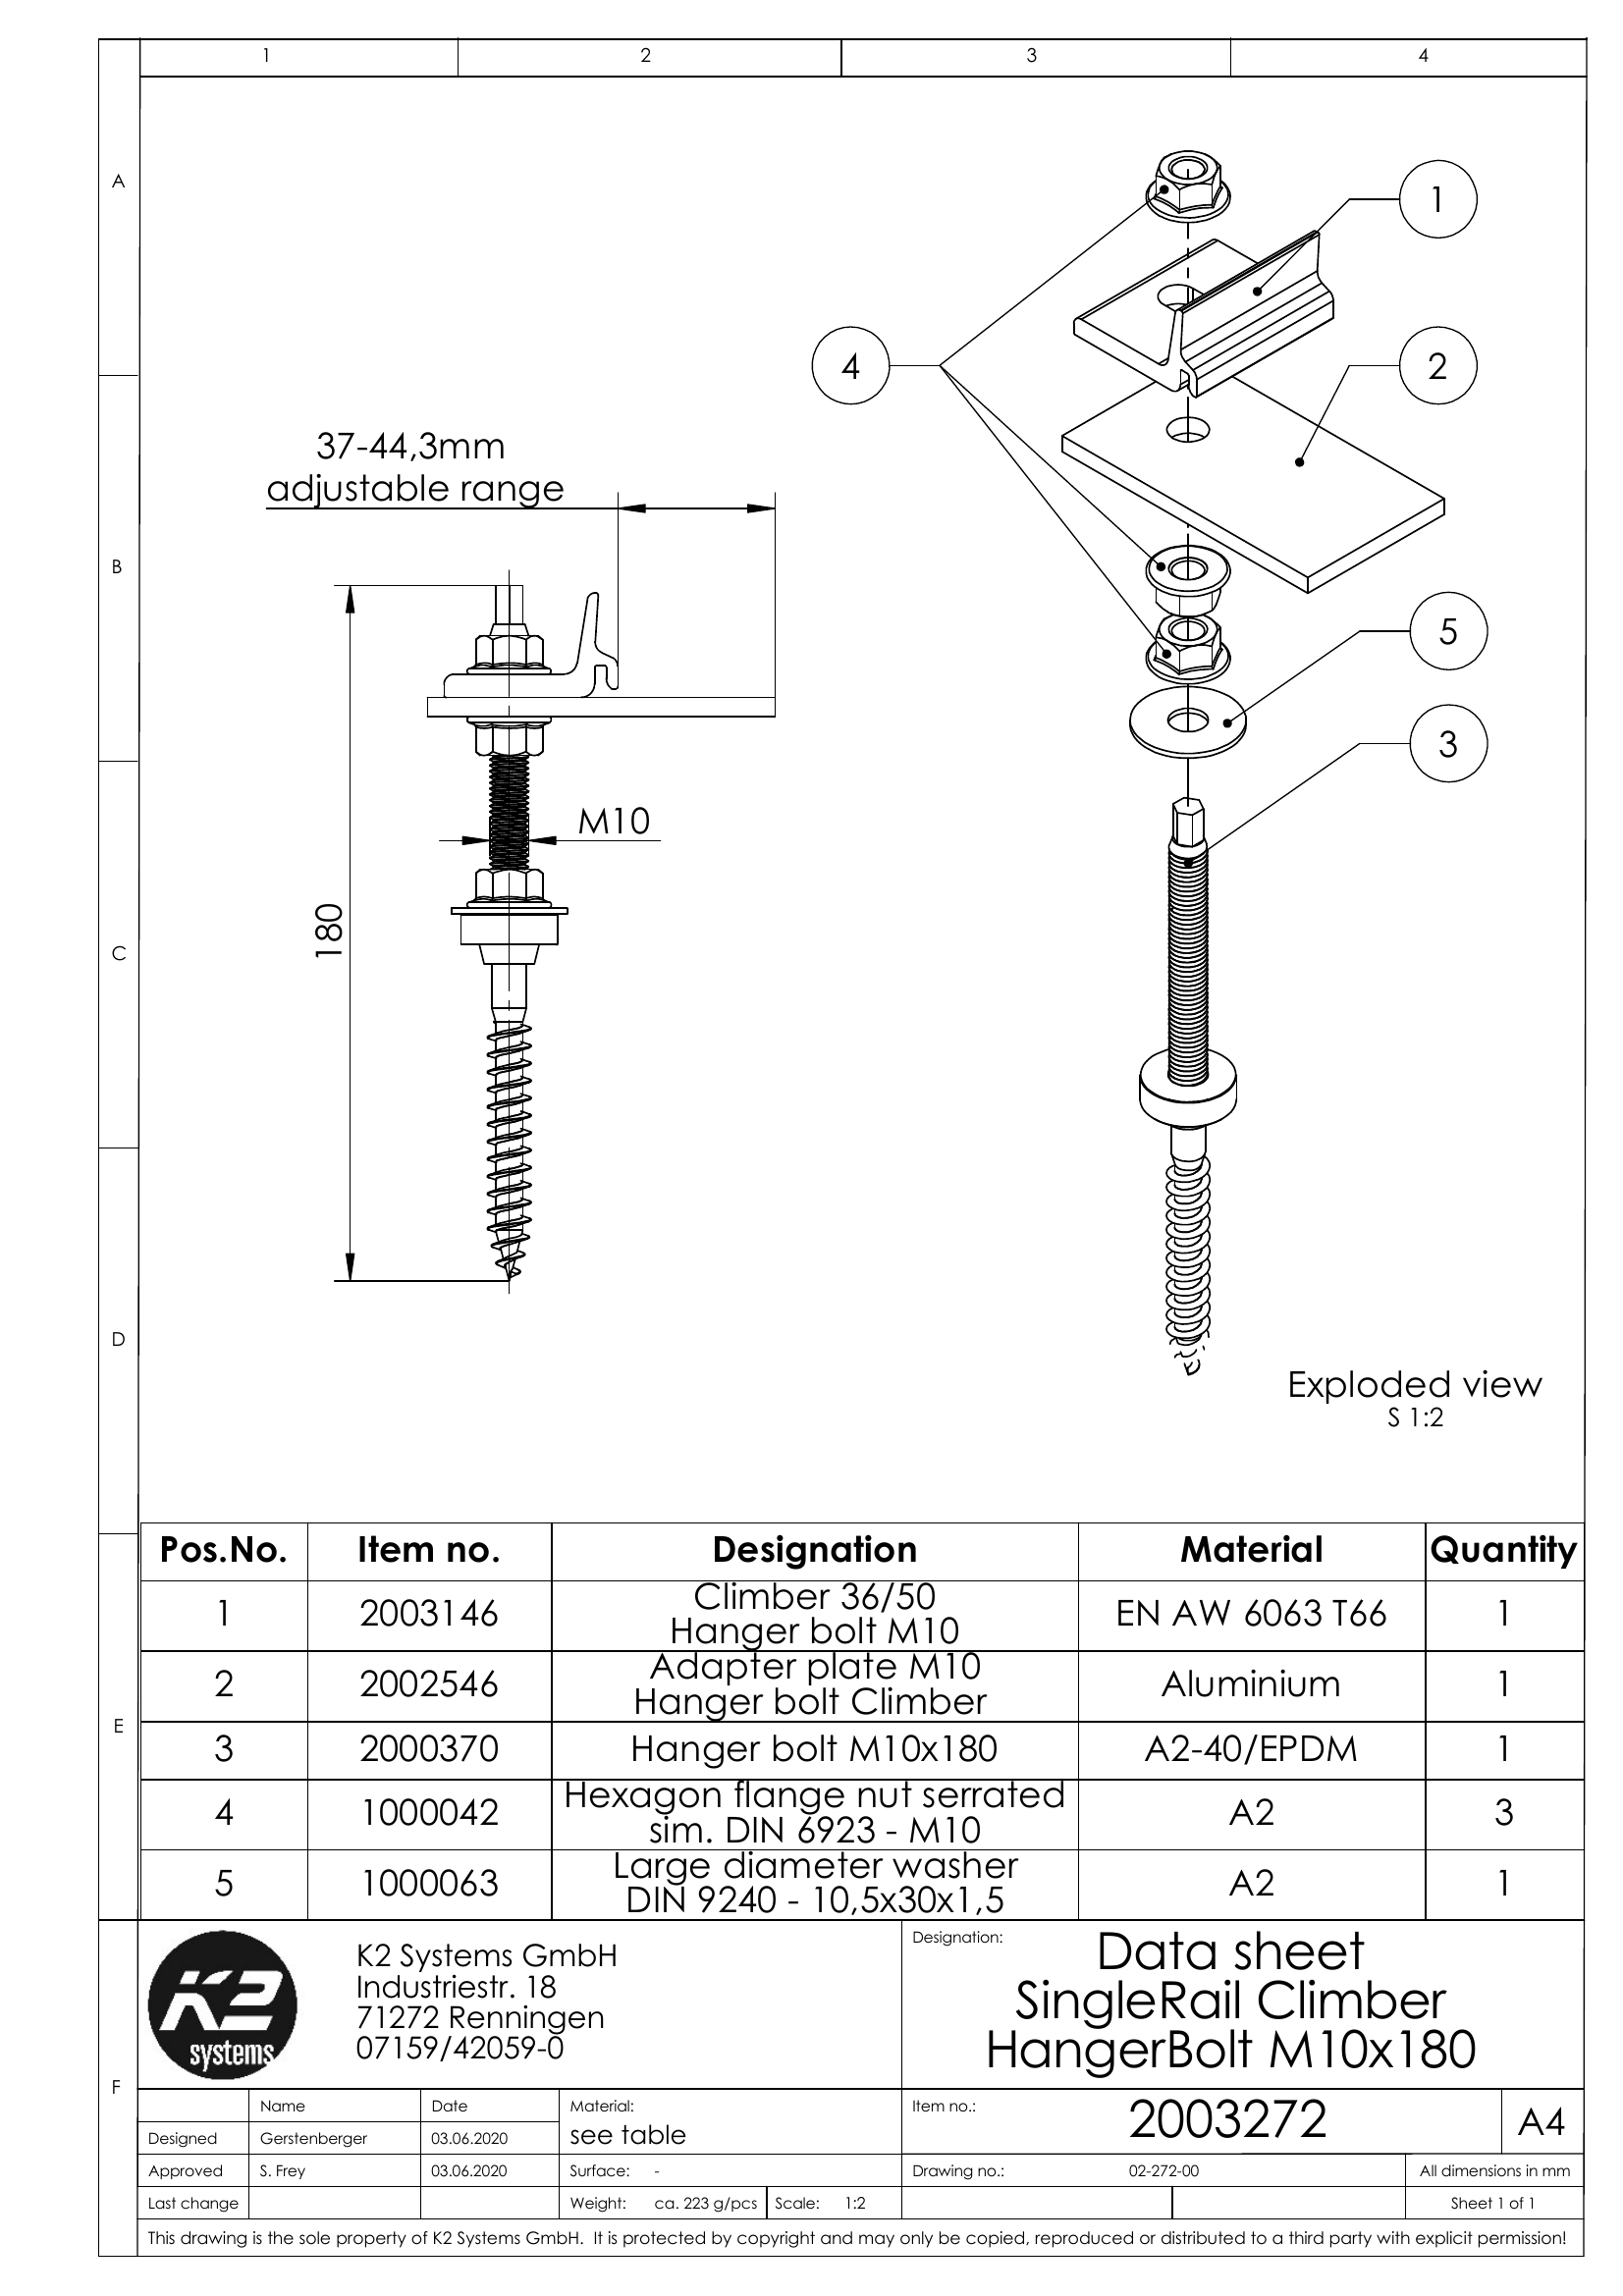 1 2 3 4
A
B
C
D
E
F
1
2
4
5
3
37-44,3mm
adjustable range
M10
180
Exploded view
S 1:2
Pos.No. Item no. Designation Material Quantity
1 2003146 Climber 36/50 EN AW 6063 T66 1
Hanger bolt M10
2 2002546 Adapter plate M10 Aluminium 1
Hanger bolt Climber
3 2000370 Hanger bolt M10x180 A2-40/EPDM 1
4 1000042 Hexagon flange nut serrated A2 3
sim. DIN 6923 - M10
5 1000063 Large diameter washer A2 1
DIN 9240 - 10,5x30x1,5
K2
systems
K2 Systems GmbH
Industriestr. 18
71272 Renningen
07159/42059-0
Designation:
Data sheet
SingleRail Climber
HangerBolt M10x180
Name Date Material: Item no.: 2003272 A4
Designed Gerstenberger 03.06.2020 see table
Approved S. Frey 03.06.2020 Surface: - Drawing no.: 02-272-00 All dimensions in mm
Last change Weight: ca. 223 g/pcs Scale: 1:2 Sheet 1 of 1
This drawing is the sole property of K2 Systems GmbH. It is protected by copyright and may only be copied, reproduced or distributed to a third party with explicit permission!